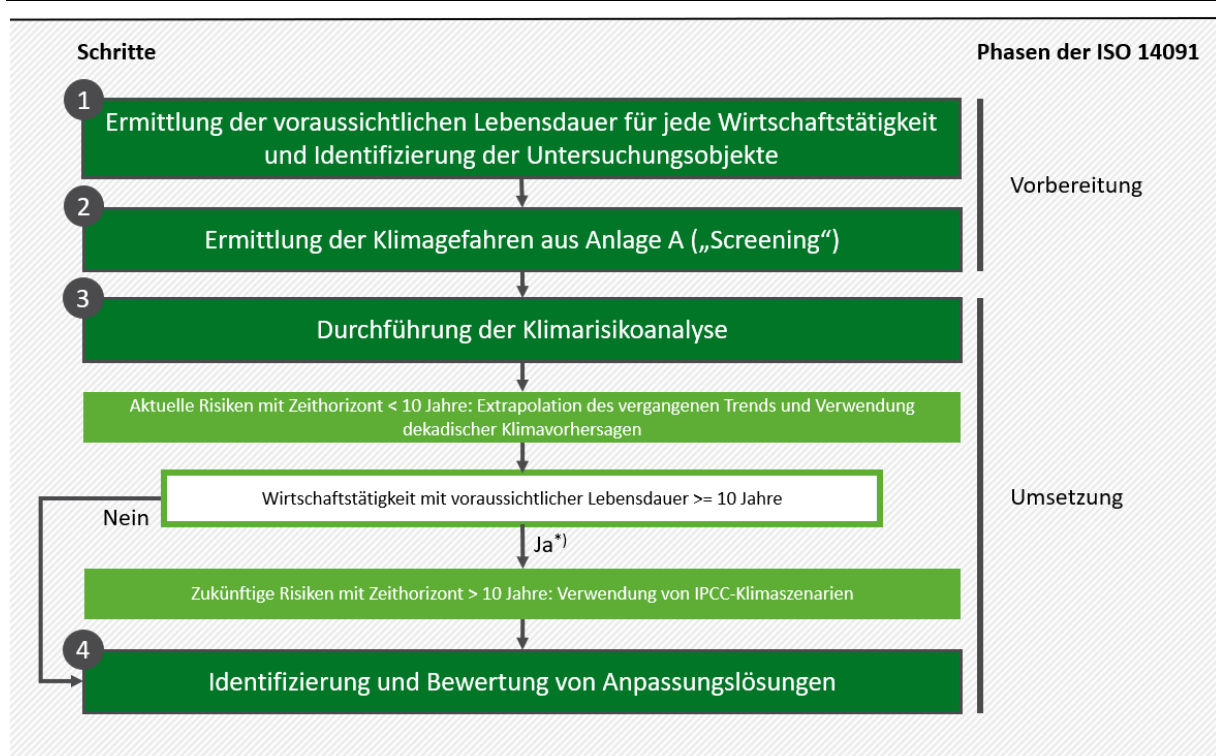 Schritte
Phasen der ISO 14091
1
Ermittlung der voraussichtlichen Lebensdauer für jede Wirtschaftstätigkeit
und Identifizierung der Untersuchungsobjekte
Vorbereitung
2
Ermittlung der Klimagefahren aus Anlage A („Screening“)
3
Durchführung der Klimarisikoanalyse
Aktuelle Risiken mit Zeithorizont < 10 Jahre: Extrapolation des vergangenen Trends und Verwendung
dekadischer Klimavorhersagen
Wirtschaftstätigkeit mit voraussichtlicher Lebensdauer >= 10 Jahre
Umsetzung
Nein
Ja*)
Zukünftige Risiken mit Zeithorizont > 10 Jahre: Verwendung von IPCC-Klimaszenarien
4
Identifizierung und Bewertung von Anpassungslösungen